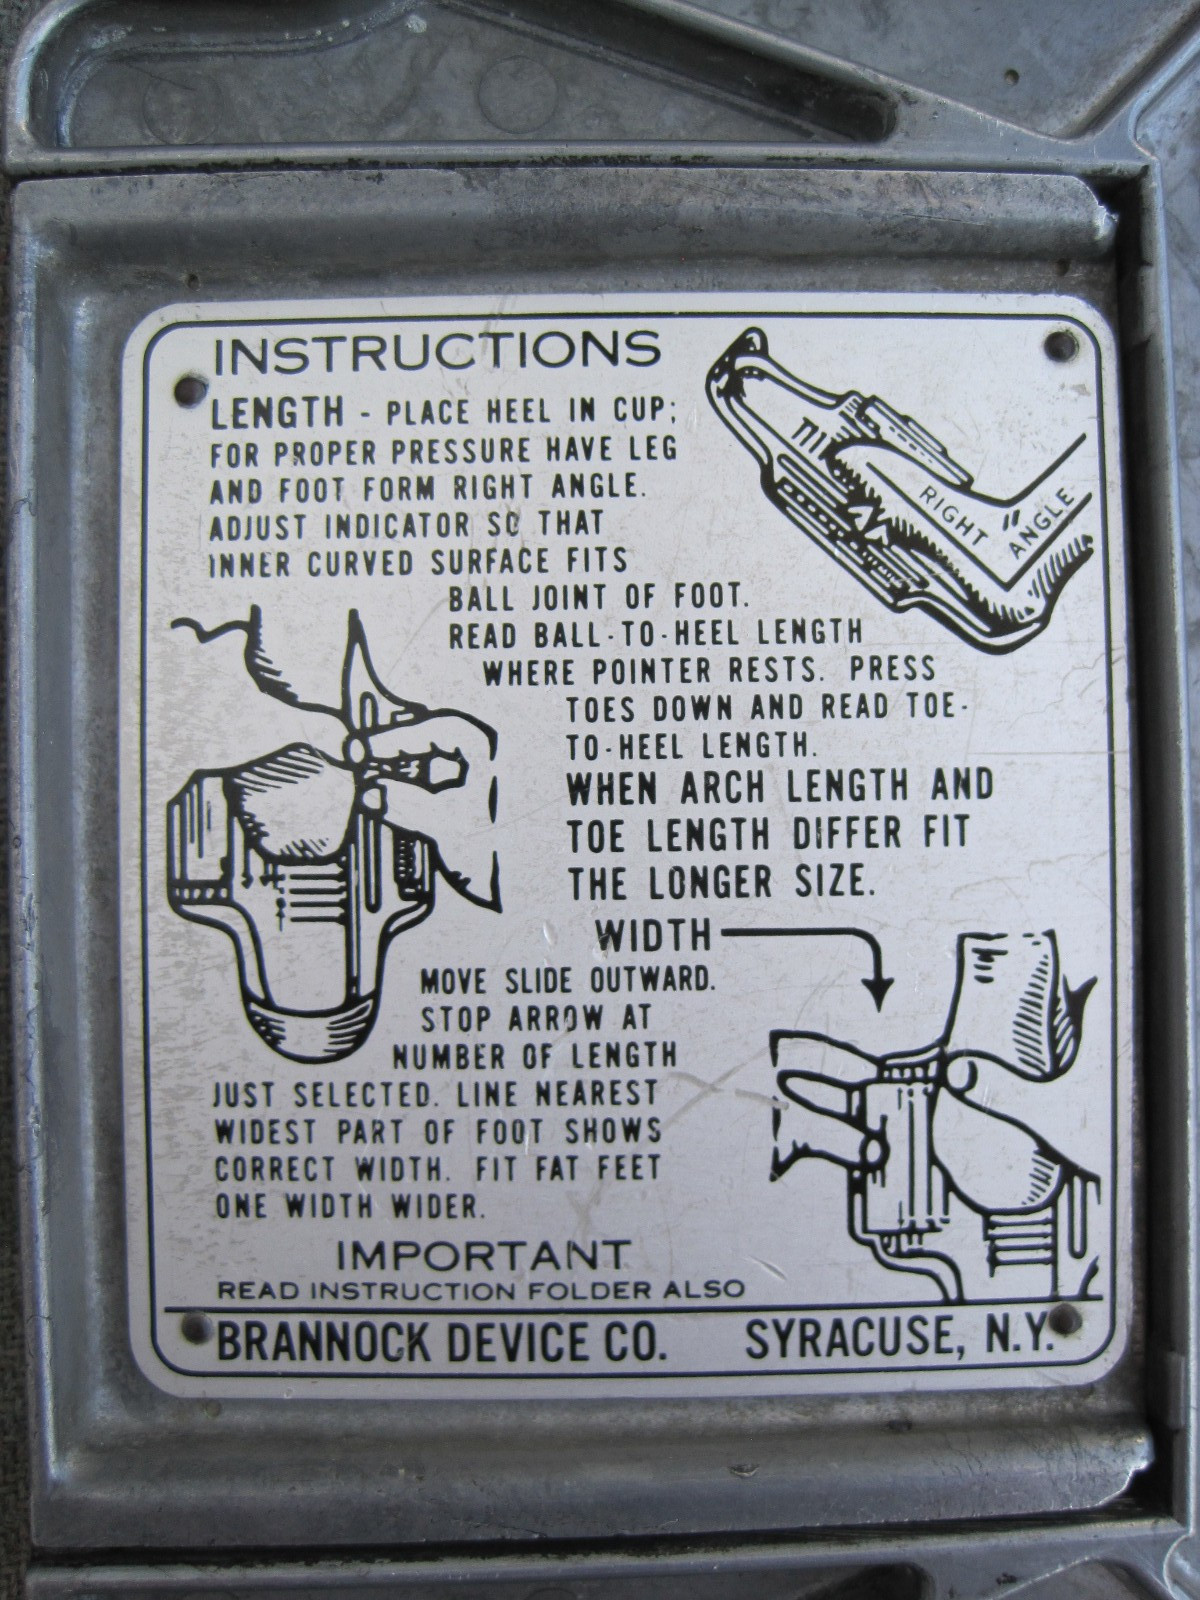 INSTRUCTIONS
LENGTH - PLACE HEEL IN CUP;
FOR PROPER PRESSURE HAVE LEG
AND FOOT FORM RIGHT ANGLE.
ADJUST INDICATOR SO THAT
INNER CURVED SURFACE FITS
BALL JOINT OF FOOT.
READ BALL-TO-HEEL LENGTH
WHERE POINTER RESTS. PRESS
TOES DOWN AND READ TOE-
TO-HEEL LENGTH.
WHEN ARCH LENGTH AND
TOE LENGTH DIFFER FIT
THE LONGER SIZE.
RIGHT ANGLE
WIDTH
MOVE SLIDE OUTWARD.
STOP ARROW AT
NUMBER OF LENGTH
JUST SELECTED. LINE NEAREST
WIDEST PART OF FOOT SHOWS
CORRECT WIDTH. FIT FAT FEET
ONE WIDTH WIDER.
IMPORTANT
READ INSTRUCTION FOLDER ALSO
BRANNOCK DEVICE CO. SYRACUSE, N.Y.